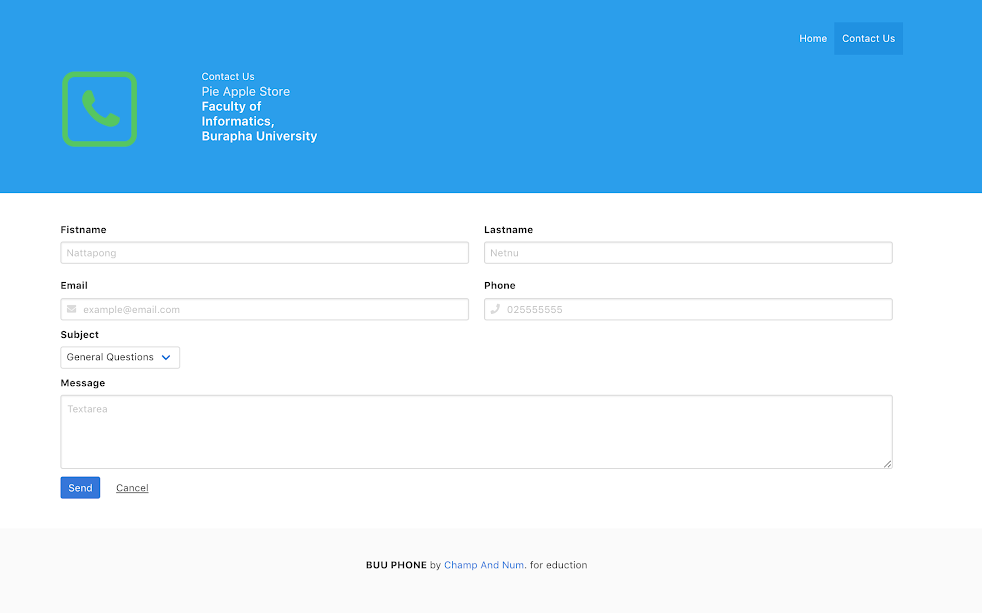 Home Contact Us
Contact Us
Pie Apple Store
Faculty of
Informatics,
Burapha University
Fistname Lastname
Nattapong Netnu
Email Phone
example@email.com 025555555
Subject
General Questions
Message
Textarea
Send Cancel
BUU PHONE by Champ And Num. for eduction